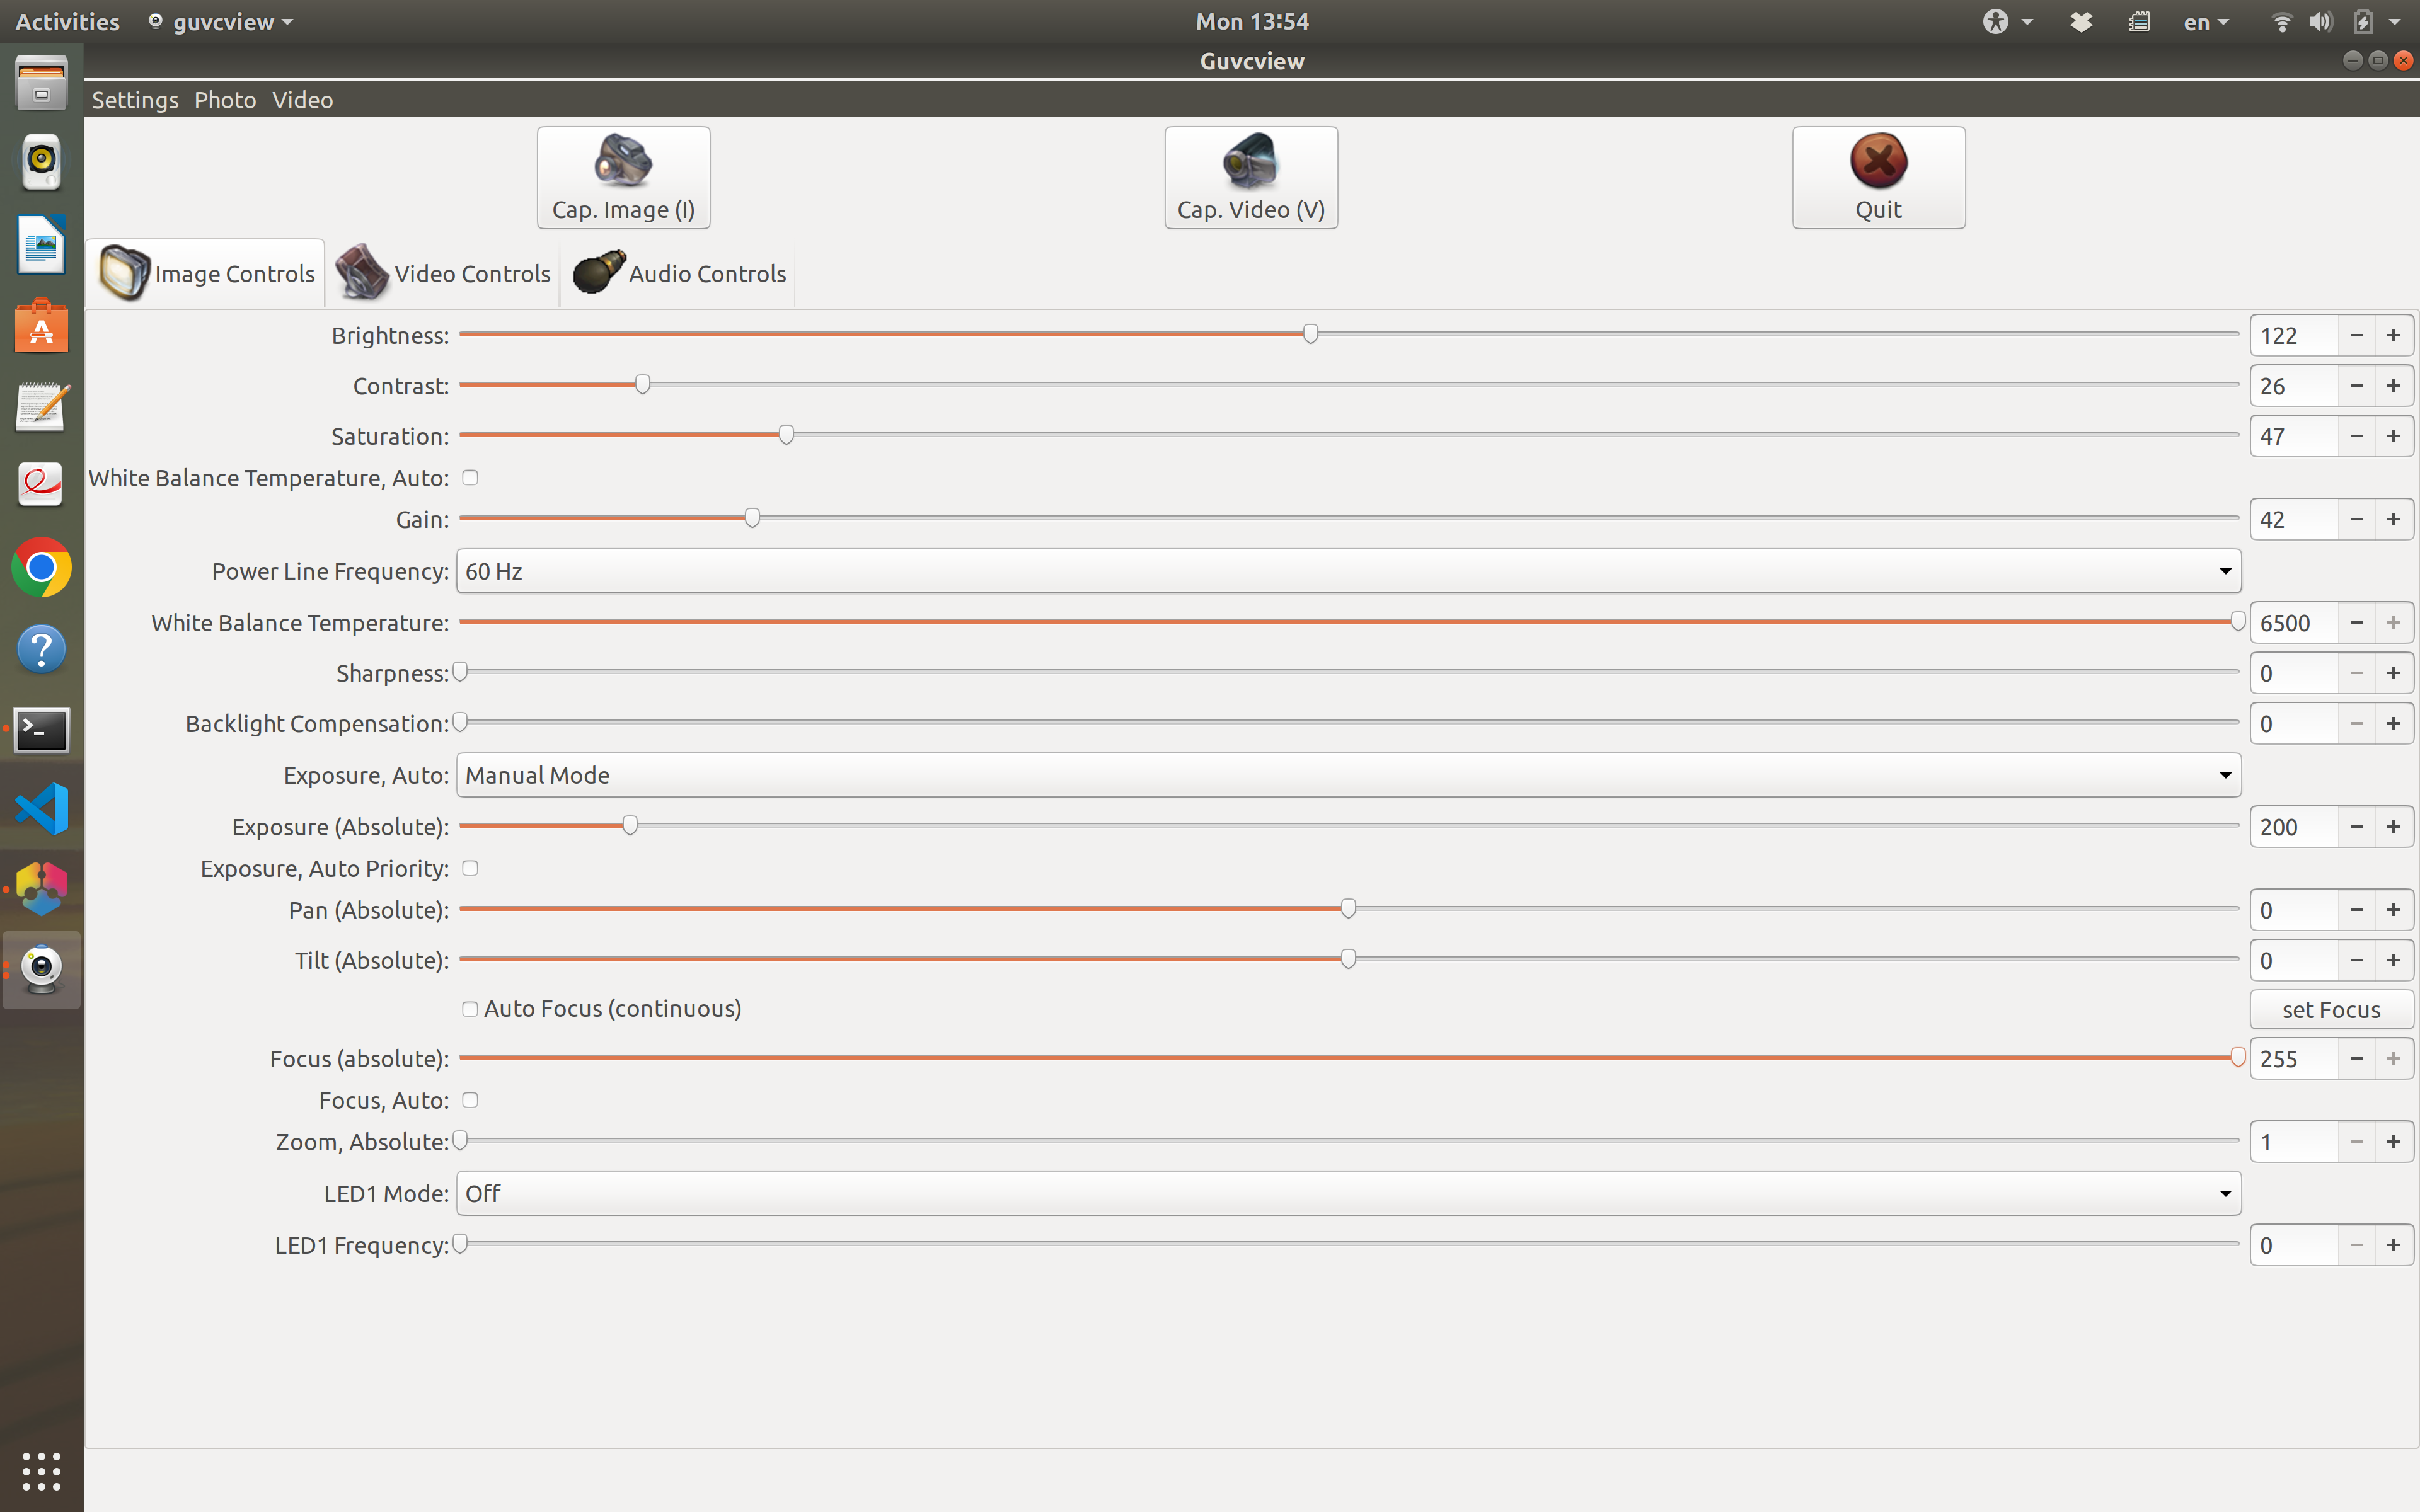 Activities guvcview Mon 13:54 en
Guvcview
Settings Photo Video
Cap. Image (I) Cap. Video (V) Quit
Image Controls Video Controls Audio Controls
Brightness: 122
Contrast: 26
Saturation: 47
White Balance Temperature, Auto:
Gain: 42
Power Line Frequency: 60 Hz
White Balance Temperature: 6500
Sharpness: 0
Backlight Compensation: 0
Exposure, Auto: Manual Mode
Exposure (Absolute): 200
Exposure, Auto Priority:
Pan (Absolute): 0
Tilt (Absolute): 0
Auto Focus (continuous) set Focus
Focus (absolute): 255
Focus, Auto:
Zoom, Absolute: 1
LED1 Mode: Off
LED1 Frequency: 0